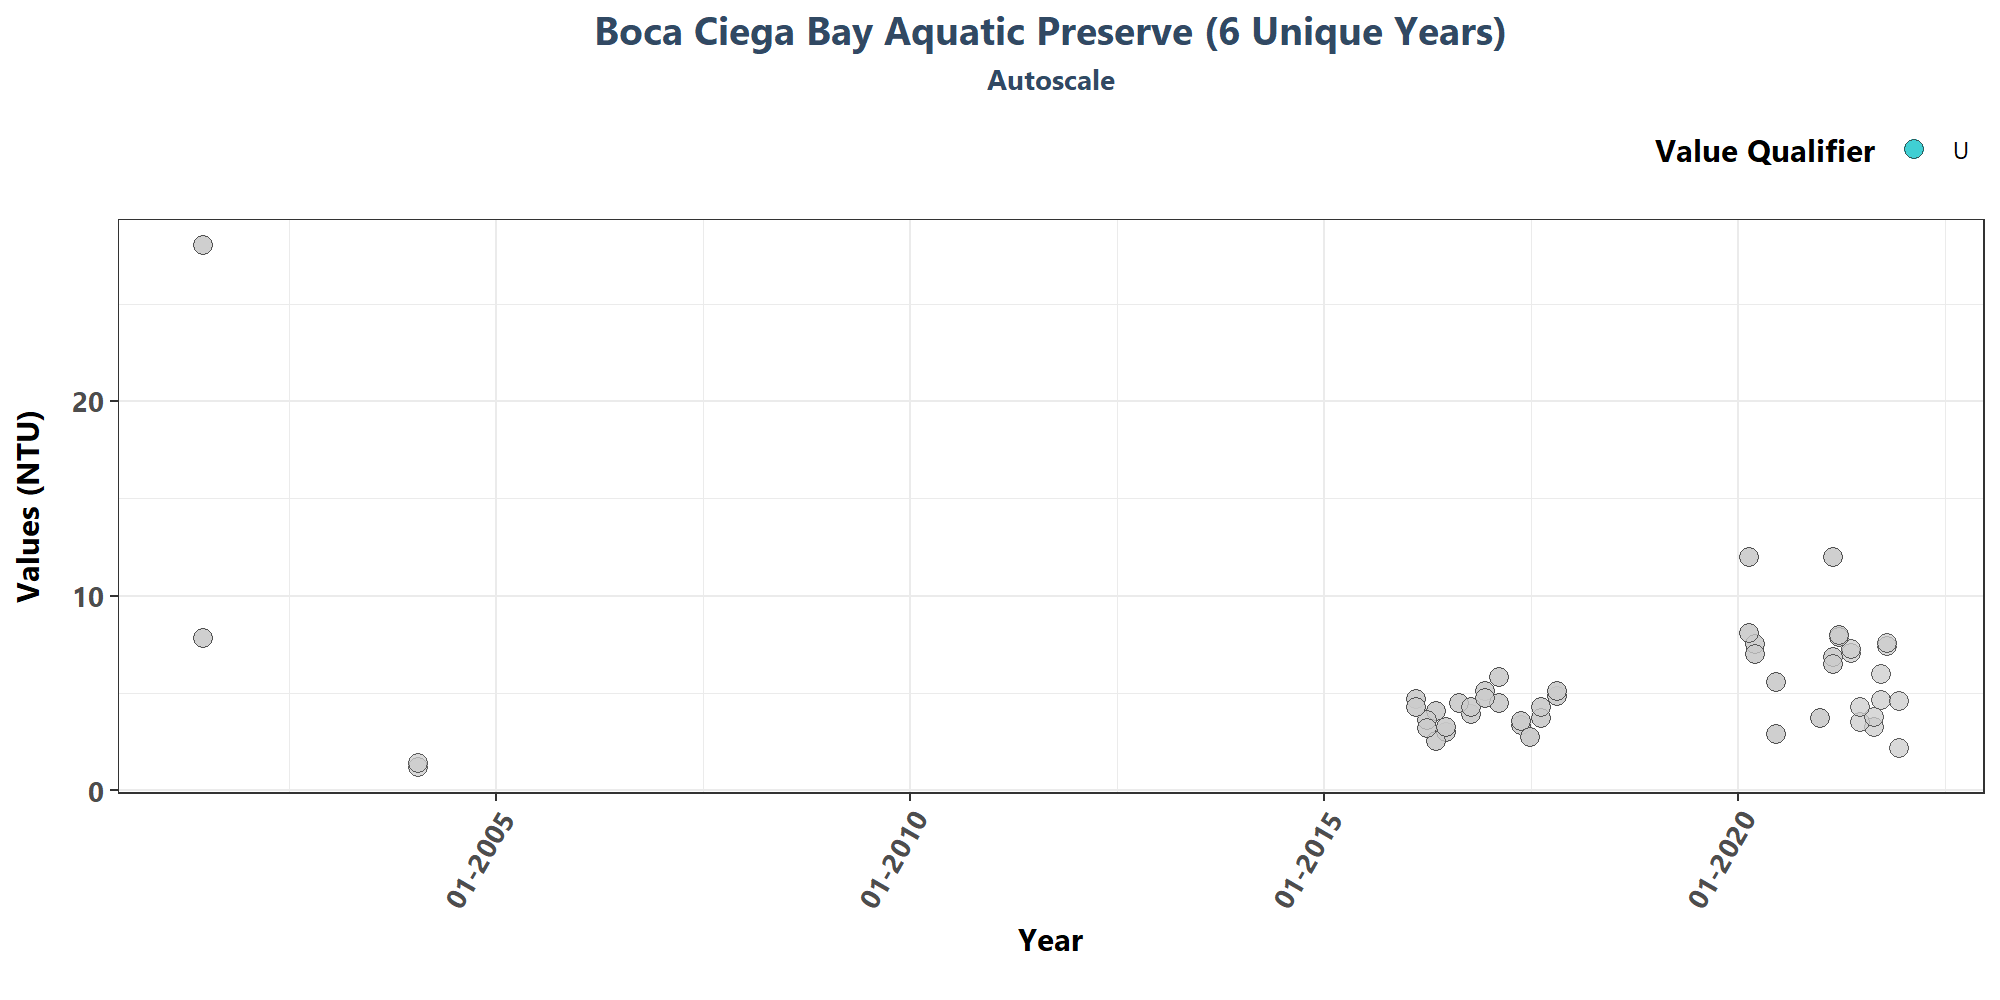 Boca Ciega Bay Aquatic Preserve (6 Unique Years)
Autoscale
Value Qualifier U
Values (NTU)
20
10
0
01-2005
01-2010
01-2015
01-2020
Year